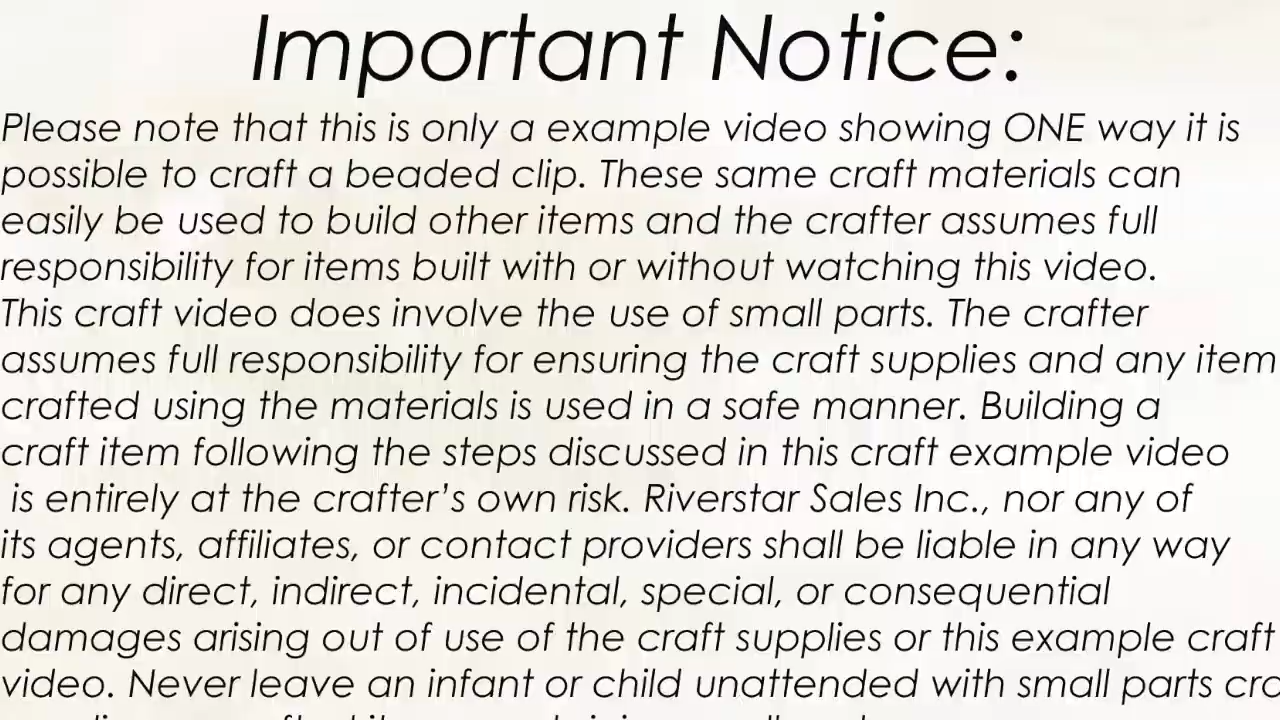 Important Notice:
Please note that this is only a example video showing ONE way it is
possible to craft a beaded clip. These same craft materials can
easily be used to build other items and the crafter assumes full
responsibility for items built with or without watching this video.
This craft video does involve the use of small parts. The crafter
assumes full responsibility for ensuring the craft supplies and any item
crafted using the materials is used in a safe manner. Building a
craft item following the steps discussed in this craft example video
is entirely at the crafter’s own risk. Riverstar Sales Inc., nor any of
its agents, affiliates, or contact providers shall be liable in any way
for any direct, indirect, incidental, special, or consequential
damages arising out of use of the craft supplies or this example craft
video. Never leave an infant or child unattended with small parts